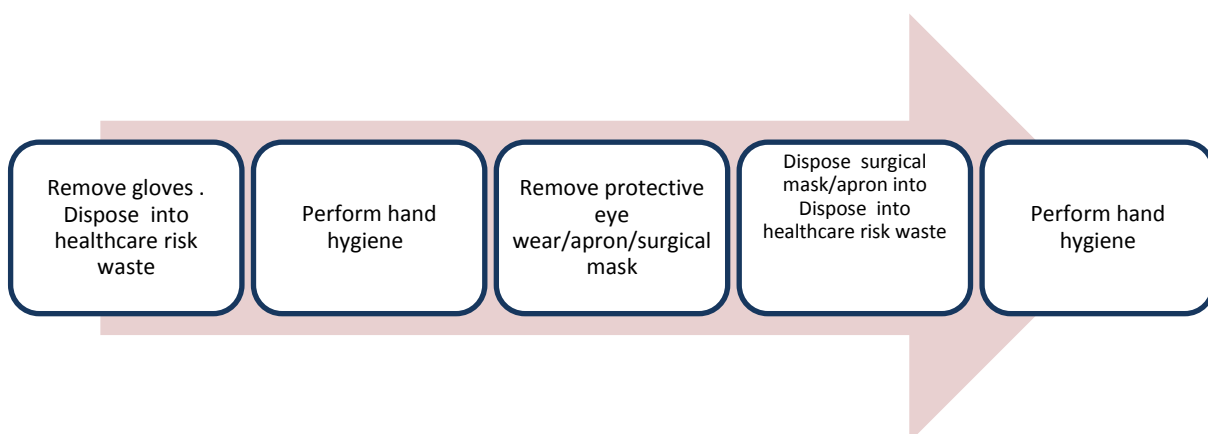 Remove gloves .
Dispose  into
healthcare risk
waste
Perform hand
hygiene
Remove protective
eye
wear/apron/surgical
mask
Dispose  surgical
mask/apron into
Dispose  into
healthcare risk waste
Perform hand
hygiene